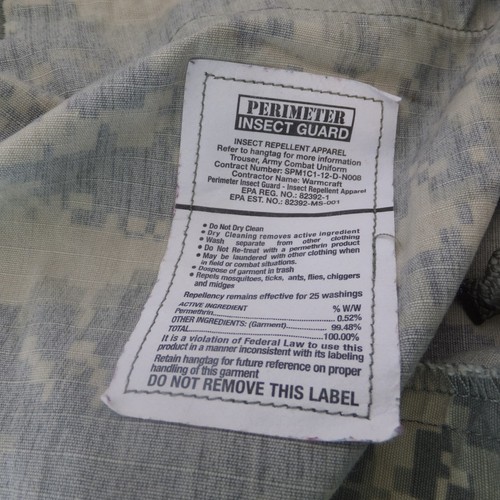 PERIMETER
INSECT GUARD
INSECT REPELLENT APPAREL
Refer to hangtag for more information
Trouser, Army Combat Uniform
Contract Number: SPM1C1-12-D-N008
Contractor Name: Warmcraft
Perimeter Insect Guard - Insect Repellent Apparel
EPA REG. NO.: 82392-1
EPA EST. NO.: 82392-MS-001
• Do Not Dry Clean
• Dry Cleaning removes active ingredient
• Wash separate from other clothing
• Do Not Re-treat with a permethrin product
• May be laundered with other clothing when
in field or combat situations.
• Dospose of garment in trash
• Repels mosquitoes, ticks, ants, flies, chiggers
and midges
Repellency remains effective for 25 washings
ACTIVE INGREDIENT % W/W
Permethrin 0.52%
OTHER INGREDIENTS: (Garment) 99.48%
TOTAL 100.00%
It is a violation of Federal Law to use this
product in a manner inconsistent with its labeling
Retain hangtag for future reference on proper
handling of this garment
DO NOT REMOVE THIS LABEL